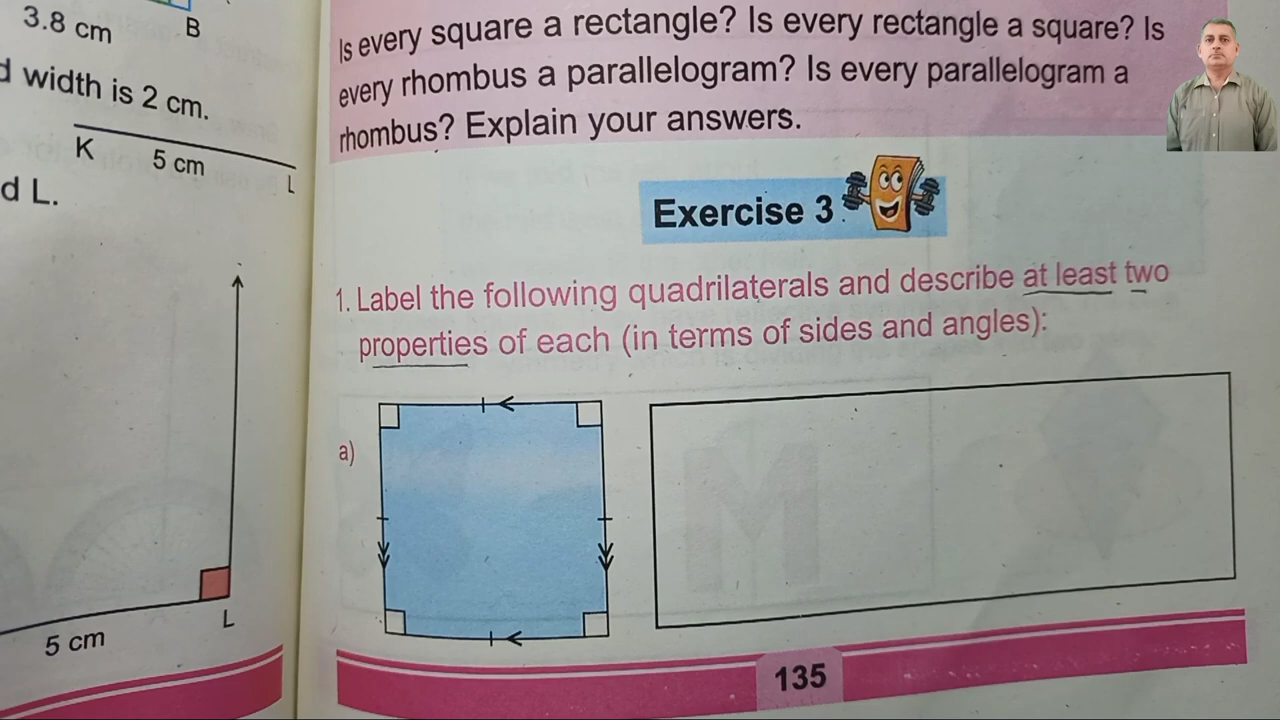 3.8 cm
B
d width is 2 cm.
K
5 cm
L
d L.
L
5 cm
Is every square a rectangle? Is every rectangle a square? Is
every rhombus a parallelogram? Is every parallelogram a
rhombus? Explain your answers.
Exercise 3
1. Label the following quadrilaterals and describe at least two
properties of each (in terms of sides and angles):
a)
135